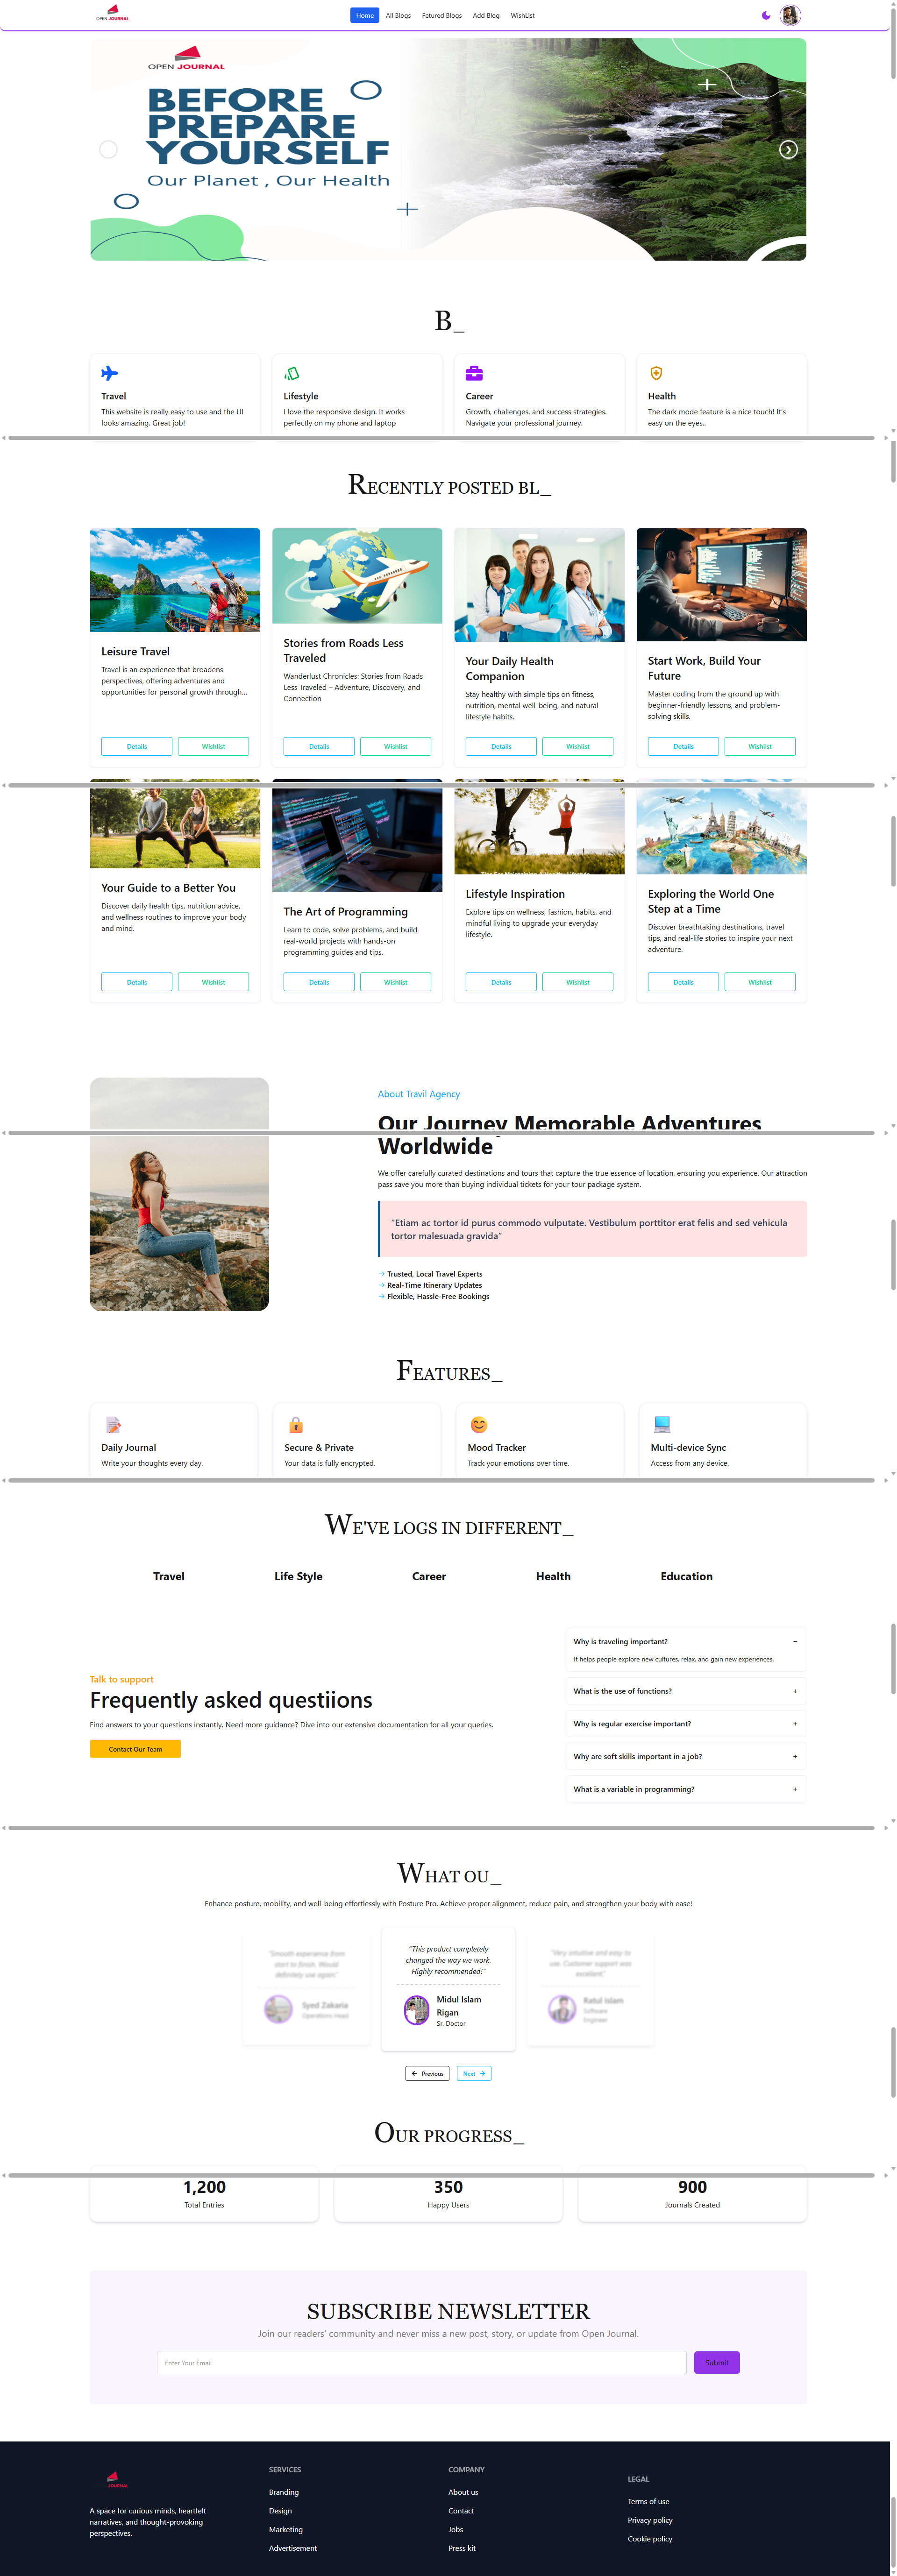 OPEN JOURNAL
Home
All Blogs
Fetured Blogs
Add Blog
WishList
OPEN JOURNAL
BEFORE
PREPARE
YOURSELF
Our Planet , Our Health
B_
Travel
This website is really easy to use and the UI
looks amazing. Great job!
Lifestyle
I love the responsive design. It works
perfectly on my phone and laptop
Career
Growth, challenges, and success strategies.
Navigate your professional journey.
Health
The dark mode feature is a nice touch! It's
easy on the eyes..
RECENTLY POSTED BL_
Leisure Travel
Travel is an experience that broadens
perspectives, offering adventures and
opportunities for personal growth through...
Details
Wishlist
Stories from Roads Less
Traveled
Wanderlust Chronicles: Stories from Roads
Less Traveled – Adventure, Discovery, and
Connection
Details
Wishlist
Your Daily Health
Companion
Stay healthy with simple tips on fitness,
nutrition, mental well-being, and natural
lifestyle habits.
Details
Wishlist
Start Work, Build Your
Future
Master coding from the ground up with
beginner-friendly lessons, and problem-
solving skills.
Details
Wishlist
Your Guide to a Better You
Discover daily health tips, nutrition advice,
and wellness routines to improve your body
and mind.
Details
Wishlist
The Art of Programming
Learn to code, solve problems, and build
real-world projects with hands-on
programming guides and tips.
Details
Wishlist
Lifestyle Inspiration
Explore tips on wellness, fashion, habits, and
mindful living to upgrade your everyday
lifestyle.
Details
Wishlist
Exploring the World One
Step at a Time
Discover breathtaking destinations, travel
tips, and real-life stories to inspire your next
adventure.
Details
Wishlist
About Travil Agency
Our Journey Memorable Adventures
Worldwide
We offer carefully curated destinations and tours that capture the true essence of location, ensuring you experience. Our attraction
pass save you more than buying individual tickets for your tour package system.
"Etiam ac tortor id purus commodo vulputate. Vestibulum porttitor erat felis and sed vehicula
tortor malesuada gravida"
→ Trusted, Local Travel Experts
→ Real-Time Itinerary Updates
→ Flexible, Hassle-Free Bookings
FEATURES_
Daily Journal
Write your thoughts every day.
Secure & Private
Your data is fully encrypted.
Mood Tracker
Track your emotions over time.
Multi-device Sync
Access from any device.
WE'VE LOGS IN DIFFERENT_
Travel
Life Style
Career
Health
Education
Talk to support
Frequently asked questiions
Find answers to your questions instantly. Need more guidance? Dive into our extensive documentation for all your queries.
Contact Our Team
Why is traveling important? −
It helps people explore new cultures, relax, and gain new experiences.
What is the use of functions? +
Why is regular exercise important? +
Why are soft skills important in a job? +
What is a variable in programming? +
WHAT OU_
Enhance posture, mobility, and well-being effortlessly with Posture Pro. Achieve proper alignment, reduce pain, and strengthen your body with ease!
"Smooth experience from
start to finish. Would
definitely use again."
Syed Zakaria
Operations Head
"This product completely
changed the way we work.
Highly recommended!"
Midul Islam
Rigan
Sr. Doctor
"Very intuitive and easy to
use. Customer support was
excellent."
Ratul Islam
Software
Engineer
← Previous
Next →
OUR PROGRESS_
1,200
Total Entries
350
Happy Users
900
Journals Created
SUBSCRIBE NEWSLETTER
Join our readers' community and never miss a new post, story, or update from Open Journal.
Enter Your Email
Submit
JOURNAL
A space for curious minds, heartfelt
narratives, and thought-provoking
perspectives.
SERVICES
Branding
Design
Marketing
Advertisement
COMPANY
About us
Contact
Jobs
Press kit
LEGAL
Terms of use
Privacy policy
Cookie policy